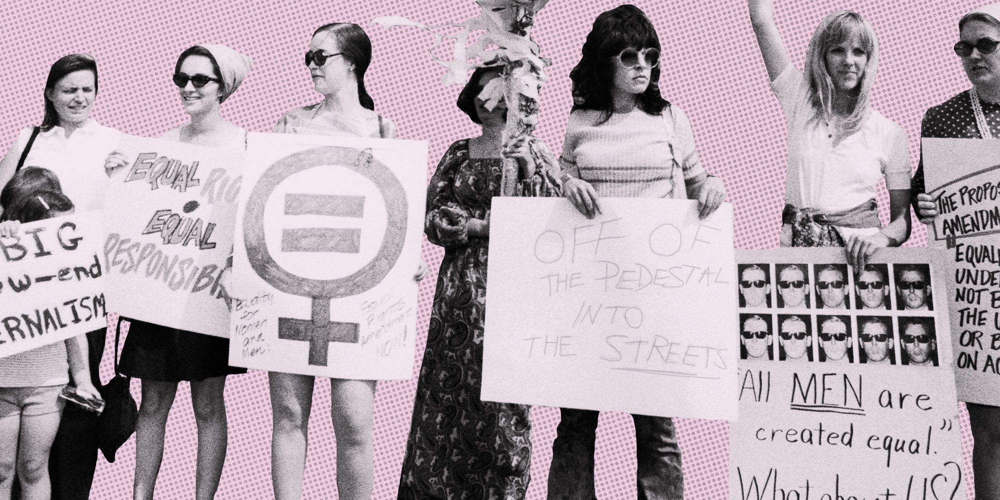 BIG
w-end
ERNALISM
EQUAL RIG
EQUAL
RESPONSIBI
Equality
for
Women
and
Men!
Equal
Rights
Amendment
NOW!
OFF OF
THE PEDESTAL
INTO
THE STREETS
All MEN are
created equal."
What about US?
THE PROPOS
AMENDM
"EQUAL
UNDE
NOT B
THE U
OR B
ON AC